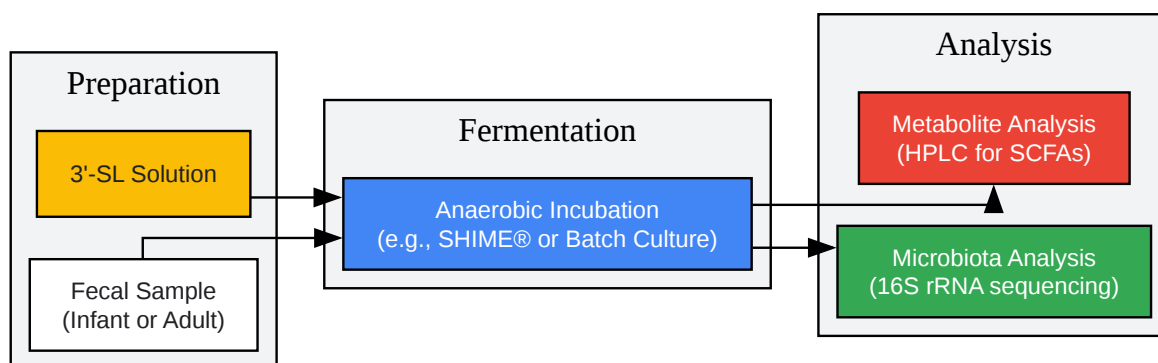 Preparation
3'-SL Solution
Fecal Sample
(Infant or Adult)
Fermentation
Anaerobic Incubation
(e.g., SHIME® or Batch Culture)
Analysis
Metabolite Analysis
(HPLC for SCFAs)
Microbiota Analysis
(16S rRNA sequencing)